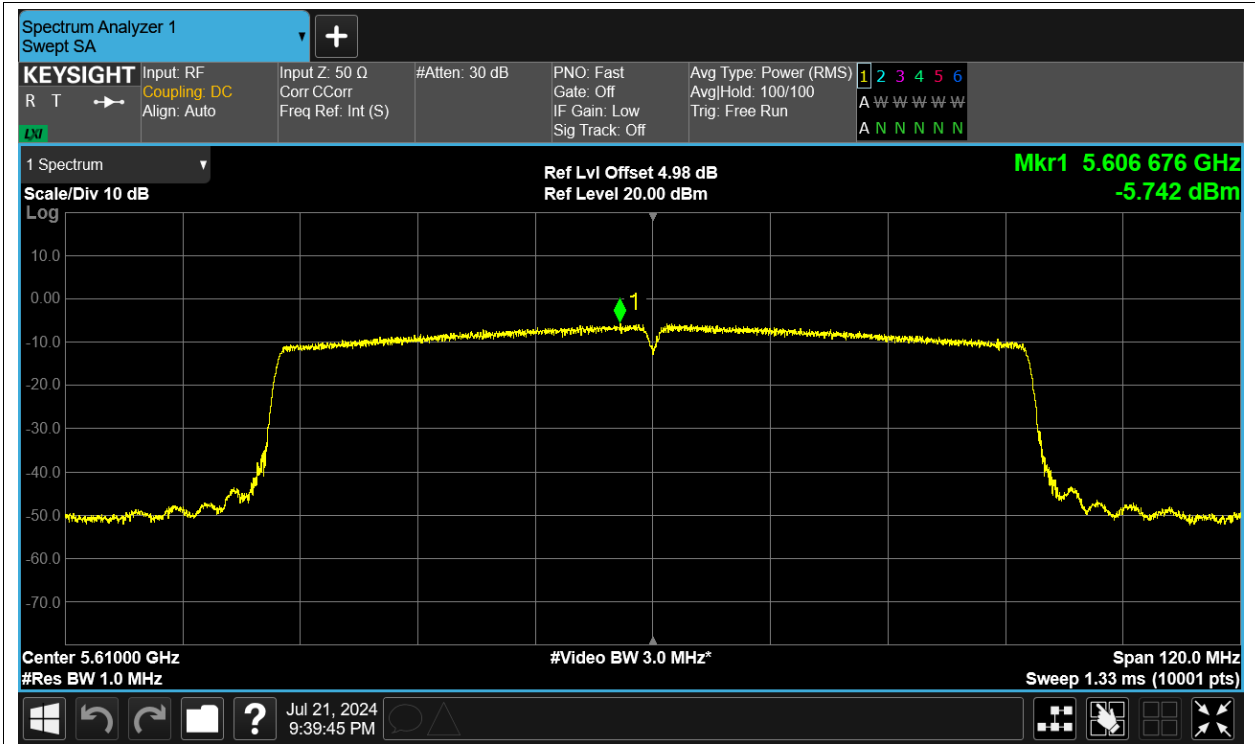 Spectrum Analyzer 1
Swept SA
KEYSIGHT
R T
LXI
Input: RF
Coupling: DC
Align: Auto
Input Z: 50 Ω
Corr CCorr
Freq Ref: Int (S)
#Atten: 30 dB
PNO: Fast
Gate: Off
IF Gain: Low
Sig Track: Off
Avg Type: Power (RMS)
Avg|Hold: 100/100
Trig: Free Run
1 2 3 4 5 6
A W W W W W
A N N N N N
1 Spectrum
Scale/Div 10 dB
Ref Lvl Offset 4.98 dB
Ref Level 20.00 dBm
Mkr1 5.606 676 GHz
-5.742 dBm
Log
10.0
0.00
-10.0
-20.0
-30.0
-40.0
-50.0
-60.0
-70.0
1
Center 5.61000 GHz
#Res BW 1.0 MHz
#Video BW 3.0 MHz*
Span 120.0 MHz
Sweep 1.33 ms (10001 pts)
?
Jul 21, 2024
9:39:45 PM